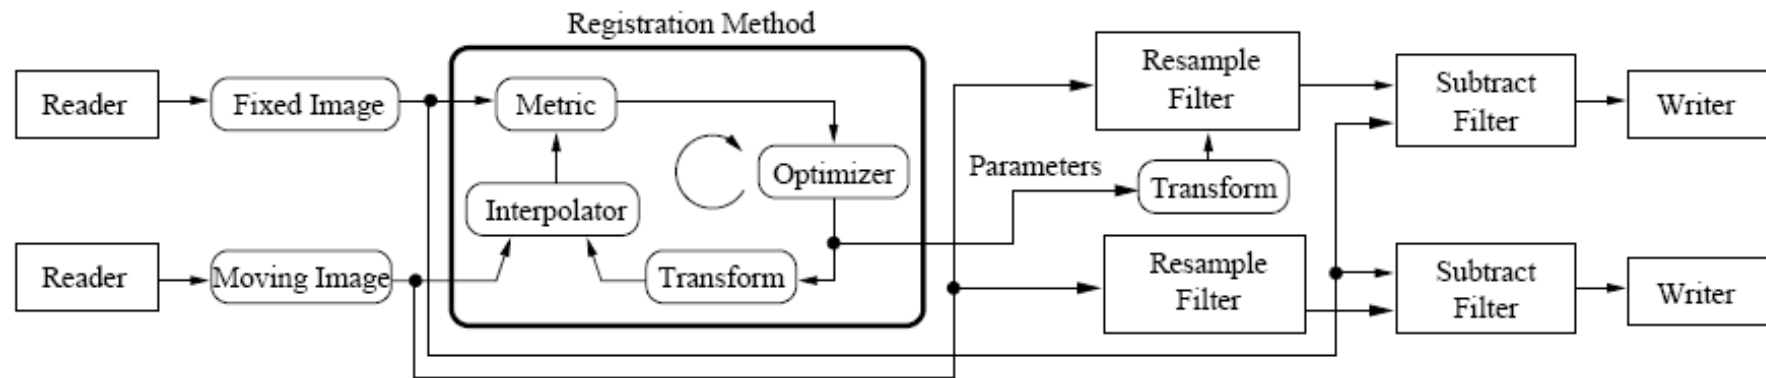 Registration Method
Reader
Fixed Image
Metric
Optimizer
Interpolator
Reader
Moving Image
Transform
Parameters
Resample
Filter
Transform
Subtract
Filter
Writer
Resample
Filter
Subtract
Filter
Writer